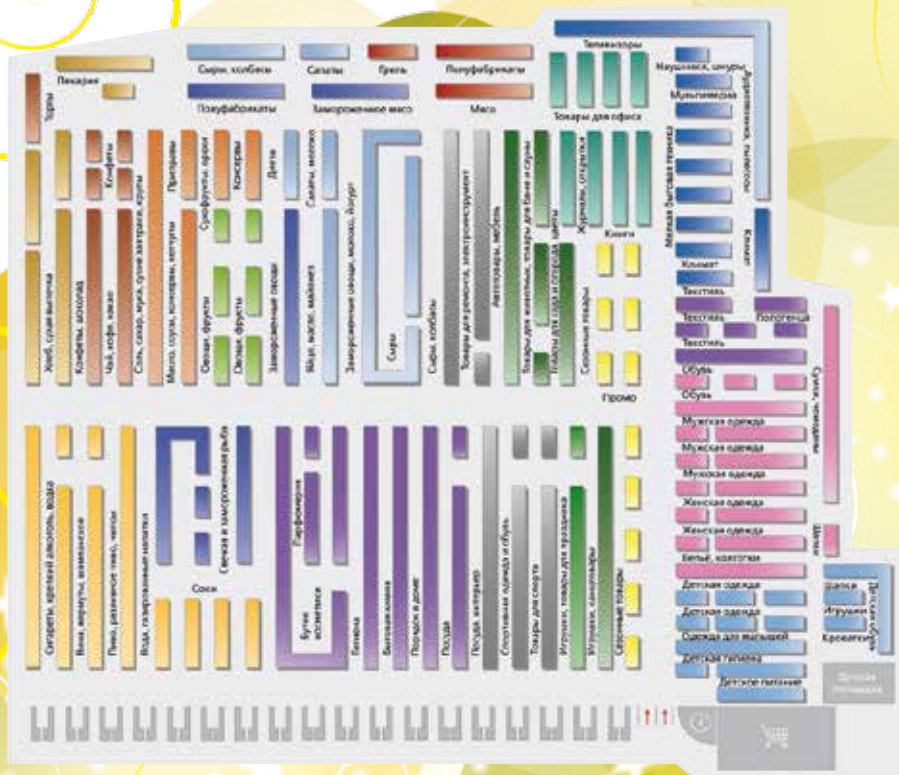 Телевизоры
Пекарня
Торты
Сыры, колбасы
Салаты
Гриль
Полуфабрикаты
Полуфабрикаты
Замороженное мясо
Мясо
Товары для офиса
Наушники, шнуры
Мультимедиа
Мелкая бытовая техника
Климат
Климат
Конфеты
Приправы
Сухофрукты, орехи
Консервы
Диета
Салаты, молоко
Хлеб, сухая выпечка
Конфеты, шоколад
Чай, кофе, какао
Соль, сахар, мука, сухие завтраки, крупы
Масло, соусы, консервы, кетчупы
Овощи, фрукты
Овощи, фрукты
Замороженные овощи
Яйцо, масло, майонез
Замороженные овощи, молоко, йогурт
Сыры
Сыры, колбасы
Товары для ремонта, электроинструмент
Автотовары, мебель
Товары для животных, товары для бани и сауны
Товары для сада и огорода, цветы
Журналы, открытки
Книги
Сезонные товары
Промо
Текстиль
Текстиль
Полотенца
Текстиль
Обувь
Обувь
Сумки, чемоданы
Мужская одежда
Мужская одежда
Мужская одежда
Женская одежда
Женская одежда
Бельё, колготки
Детская одежда
Детская одежда
Одежда для малышей
Детская гигиена
Детское питание
Игрушки
Кроватки
Детская обувь
Сигареты, крепкий алкоголь, водка
Вина, вермуты, шампанское
Пиво, разливное пиво, чипсы
Вода, газированные напитки
Соки
Свежая и замороженная рыба
Парфюмерия
Бутик косметики
Гигиена
Бытовая химия
Порядок в доме
Посуда
Посуда, интерьер
Спортивная одежда и обувь
Товары для спорта
Игрушки, товары для праздника
Игрушки, канцтовары
Сезонные товары